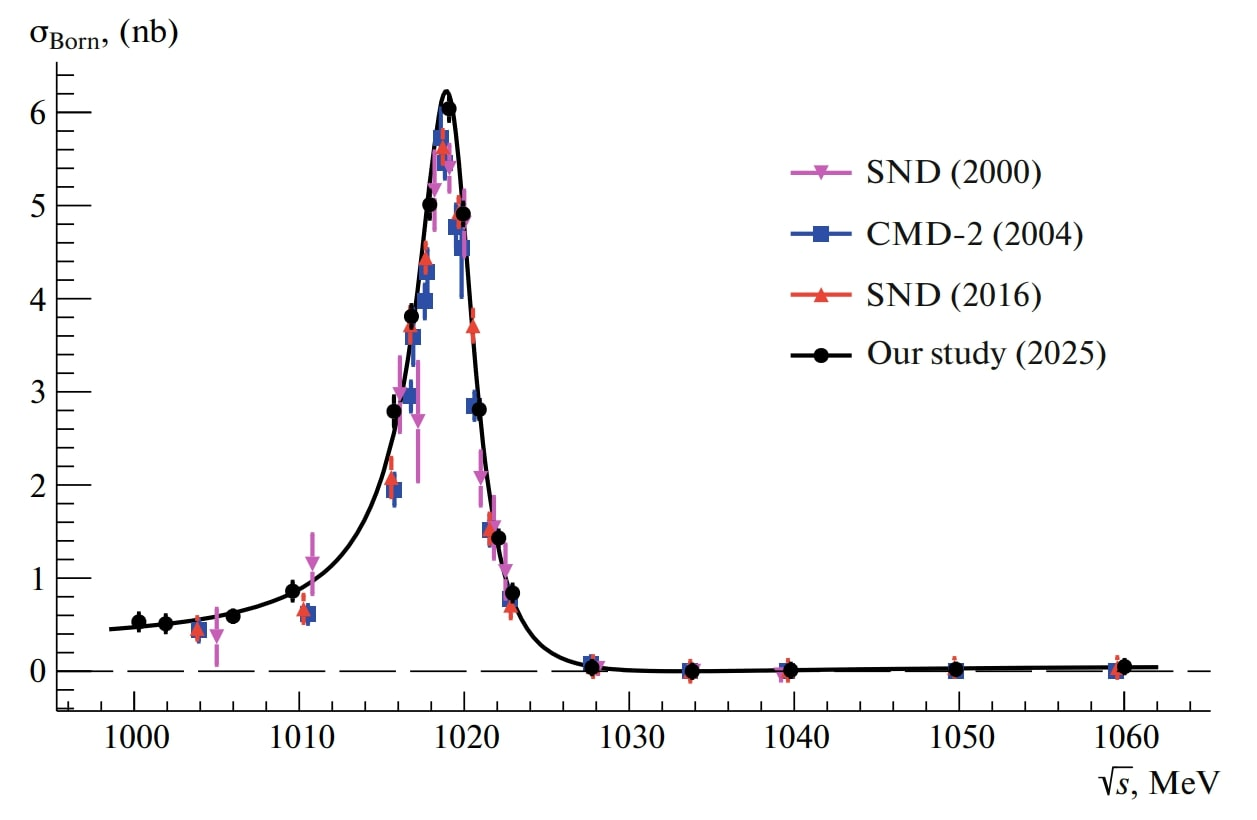 σBorn, (nb)
6
5
4
3
2
1
0
SND (2000)
CMD-2 (2004)
SND (2016)
Our study (2025)
1000 1010 1020 1030 1040 1050 1060
√s, MeV